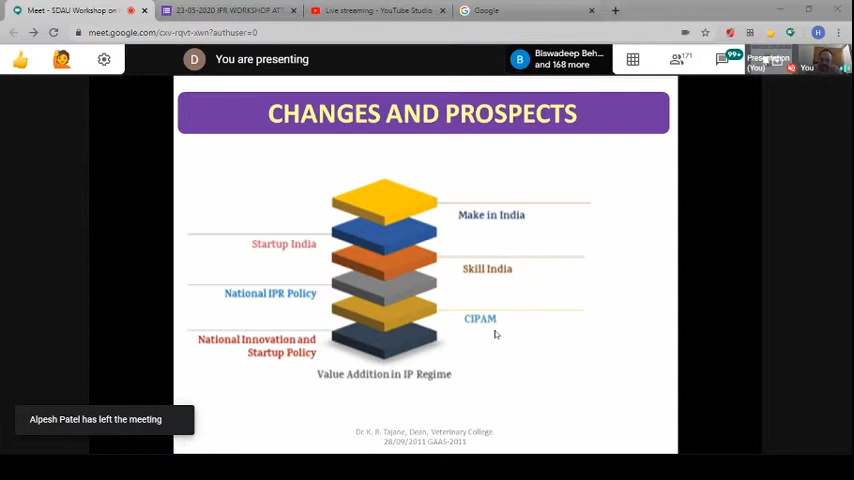 Meet - SDAU Workshop on
23-05-2020 IPR WORKSHOP ATT
Live streaming - YouTube Studio
Google
meet.google.com/cxv-rqvt-xwn?authuser=0
H
D
You are presenting
B
Biswadeep Beh...
and 168 more
171
99+
Presentation
(You)
You
CHANGES AND PROSPECTS
Make in India
Startup India
Skill India
National IPR Policy
CIPAM
National Innovation and
Startup Policy
Value Addition in IP Regime
Alpesh Patel has left the meeting
Dr. K. R. Tajane, Dean, Veterinary College.
28/09/2011 GAAS-2011